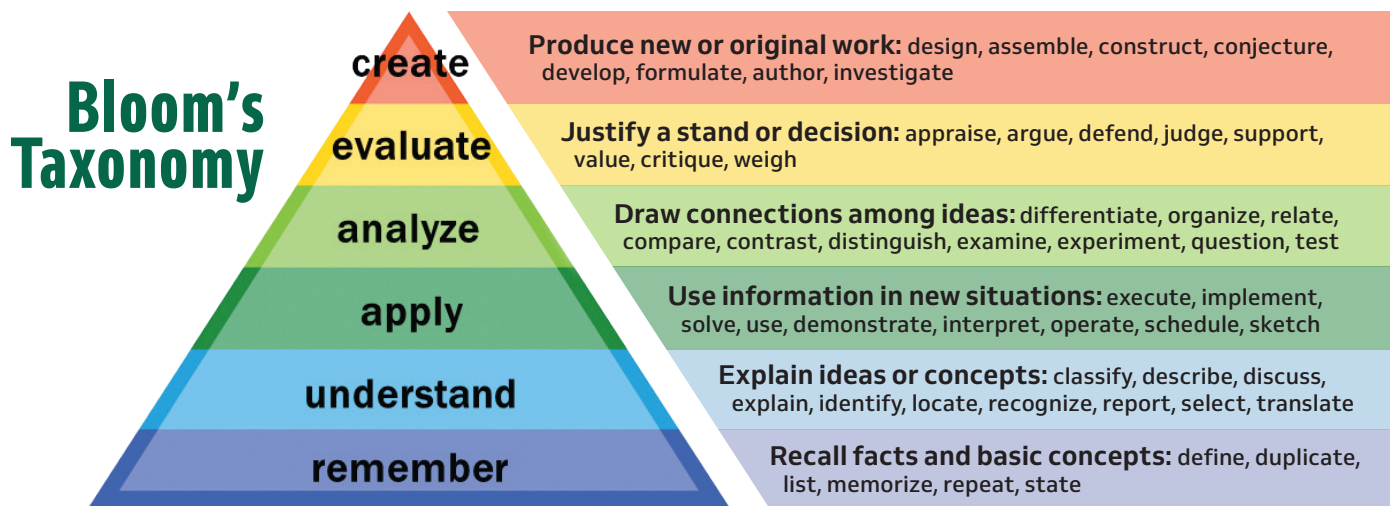 Bloom's
Taxonomy
create
Produce new or original work: design, assemble, construct, conjecture,
develop, formulate, author, investigate
evaluate
Justify a stand or decision: appraise, argue, defend, judge, support,
value, critique, weigh
analyze
Draw connections among ideas: differentiate, organize, relate,
compare, contrast, distinguish, examine, experiment, question, test
apply
Use information in new situations: execute, implement,
solve, use, demonstrate, interpret, operate, schedule, sketch
understand
Explain ideas or concepts: classify, describe, discuss,
explain, identify, locate, recognize, report, select, translate
remember
Recall facts and basic concepts: define, duplicate,
list, memorize, repeat, state